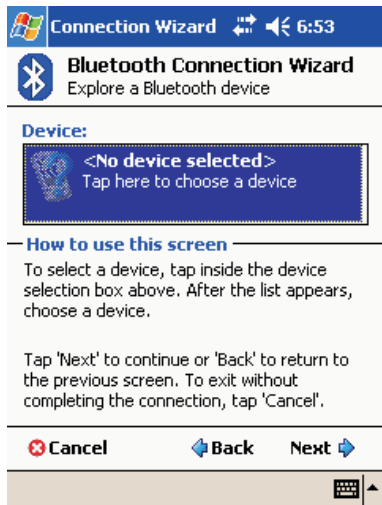 Connection Wizard 6:53
Bluetooth Connection Wizard
Explore a Bluetooth device
Device:
<No device selected>
Tap here to choose a device
How to use this screen
To select a device, tap inside the device
selection box above. After the list appears,
choose a device.
Tap 'Next' to continue or 'Back' to return to
the previous screen. To exit without
completing the connection, tap 'Cancel'.
Cancel Back Next